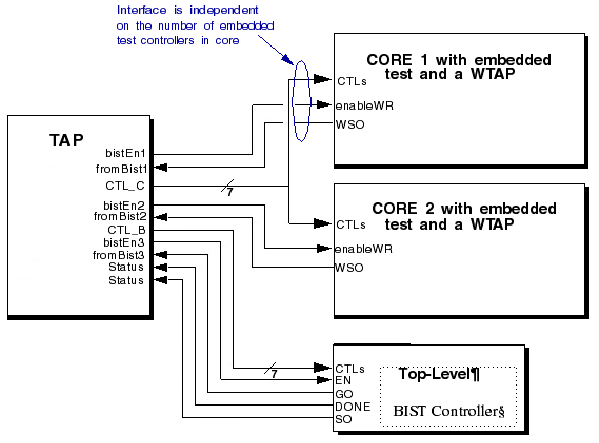 Interface is independent
on the number of embedded
test controllers in core
CORE 1 with embedded
test and a WTAP
CTLs
enableWR
WSO
TAP
bistEn1
fromBist1
CTL_C
7
bistEn2
fromBist2
CTL_B
bistEn3
fromBist3
Status
Status
CORE 2 with embedded
test and a WTAP
CTLs
enableWR
WSO
7
CTLs
EN
GO
DONE
SO
Top-Level¶
BIST Controller§